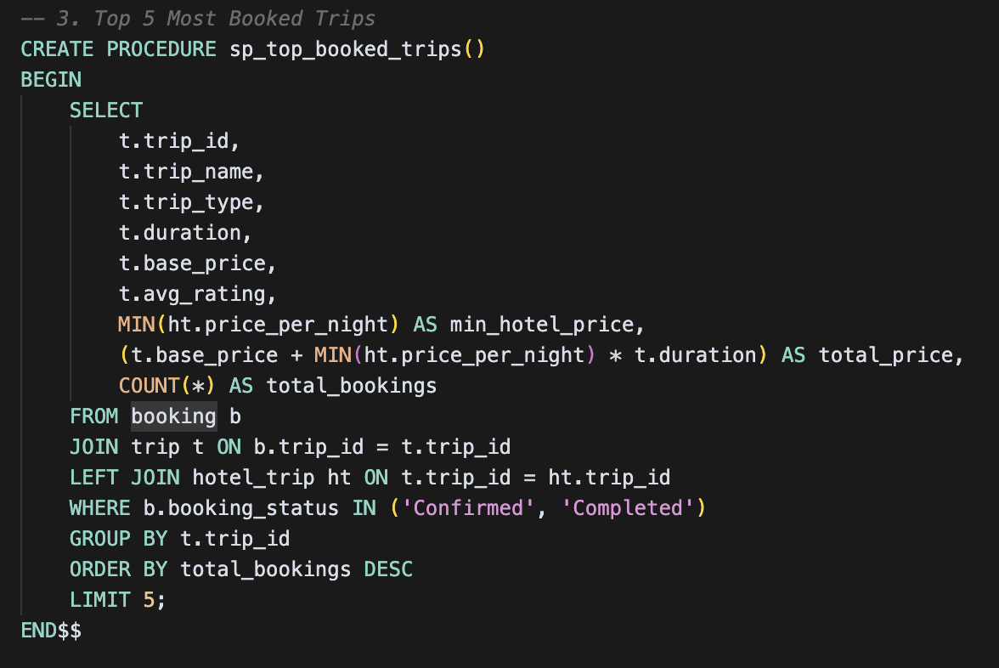 -- 3. Top 5 Most Booked Trips
CREATE PROCEDURE sp_top_booked_trips()
BEGIN
    SELECT
        t.trip_id,
        t.trip_name,
        t.trip_type,
        t.duration,
        t.base_price,
        t.avg_rating,
        MIN(ht.price_per_night) AS min_hotel_price,
        (t.base_price + MIN(ht.price_per_night) * t.duration) AS total_price,
        COUNT(*) AS total_bookings
    FROM booking b
    JOIN trip t ON b.trip_id = t.trip_id
    LEFT JOIN hotel_trip ht ON t.trip_id = ht.trip_id
    WHERE b.booking_status IN ('Confirmed', 'Completed')
    GROUP BY t.trip_id
    ORDER BY total_bookings DESC
    LIMIT 5;
END$$